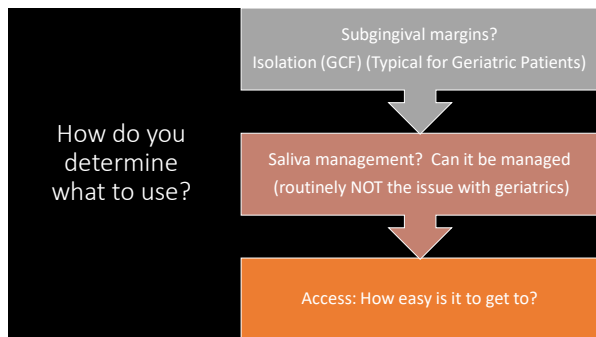 How do you
determine
what to use?
Subgingival margins?
Isolation (GCF) (Typical for Geriatric Patients)
Saliva management?  Can it be managed
(routinely NOT the issue with geriatrics)
Access: How easy is it to get to?